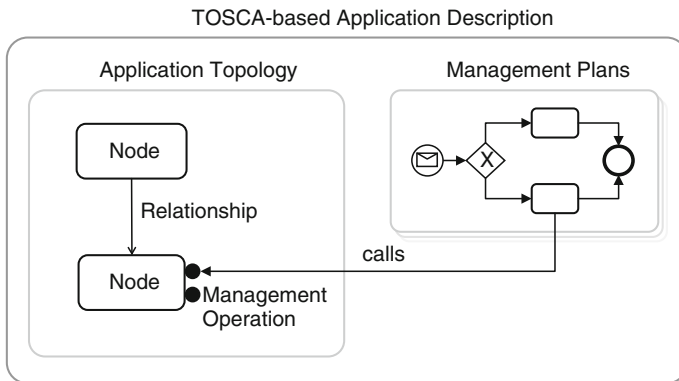 TOSCA-based Application Description
Application Topology
Management Plans
Node
X
Relationship
calls
Node
Management
Operation